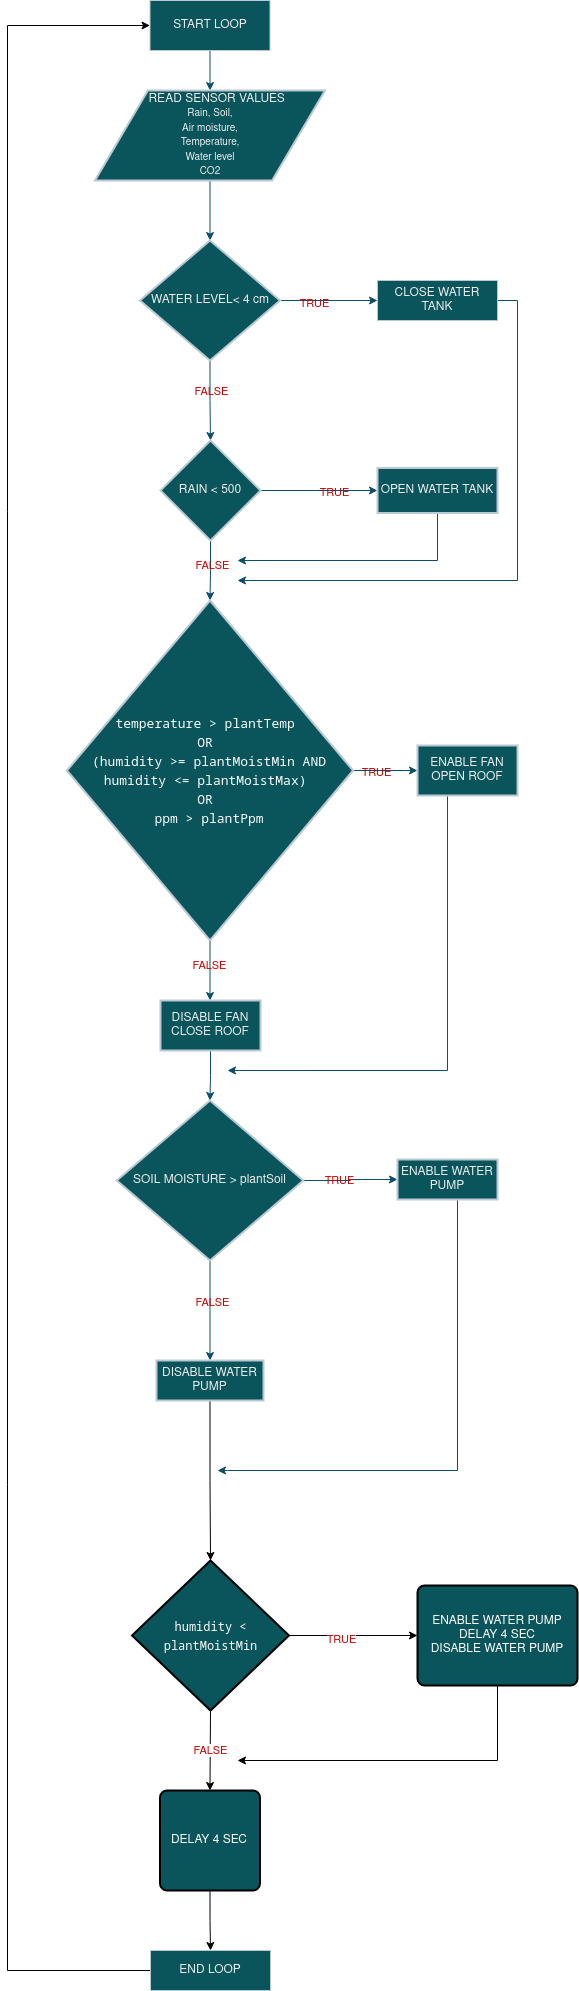 START LOOP
READ SENSOR VALUES
Rain, Soil,
Air moisture,
Temperature,
Water level
CO2
WATER LEVEL< 4 cm
TRUE
CLOSE WATER
TANK
FALSE
RAIN < 500
TRUE
OPEN WATER TANK
FALSE
temperature > plantTemp
OR
(humidity >= plantMoistMin AND
humidity <= plantMoistMax)
OR
ppm > plantPpm
TRUE
ENABLE FAN
OPEN ROOF
FALSE
DISABLE FAN
CLOSE ROOF
SOIL MOISTURE > plantSoil
TRUE
ENABLE WATER
PUMP
FALSE
DISABLE WATER
PUMP
humidity <
plantMoistMin
TRUE
ENABLE WATER PUMP
DELAY 4 SEC
DISABLE WATER PUMP
FALSE
DELAY 4 SEC
END LOOP